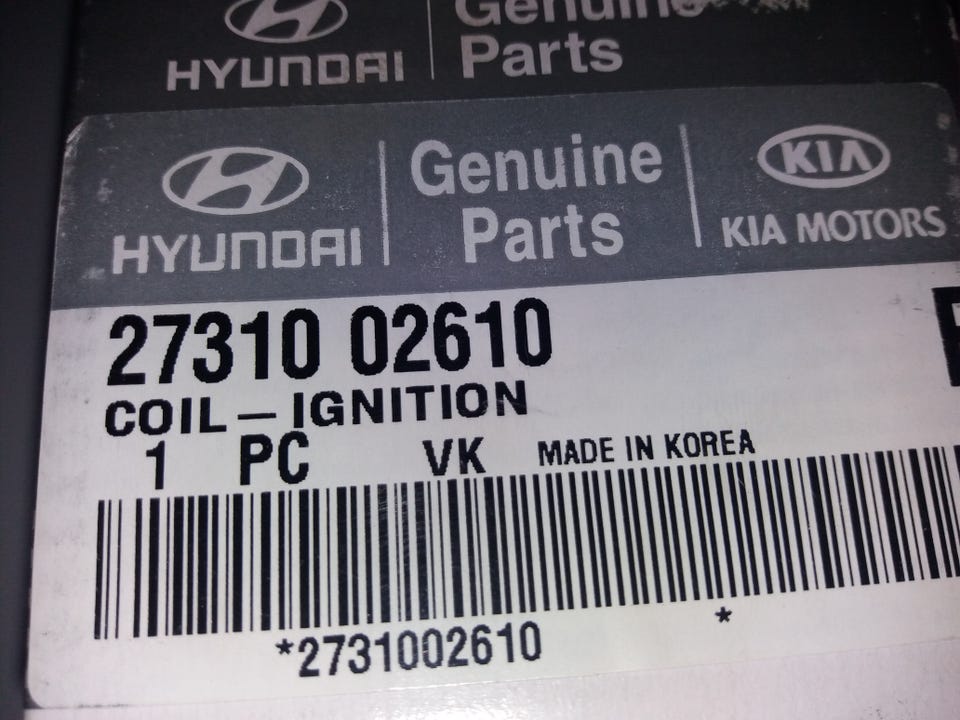 HYUNDAI
Genuine
Parts
HYUNDAI
Genuine
Parts
KIA
KIA MOTORS
27310 02610
COIL - IGNITION
1 PC VK MADE IN KOREA
*2731002610 *